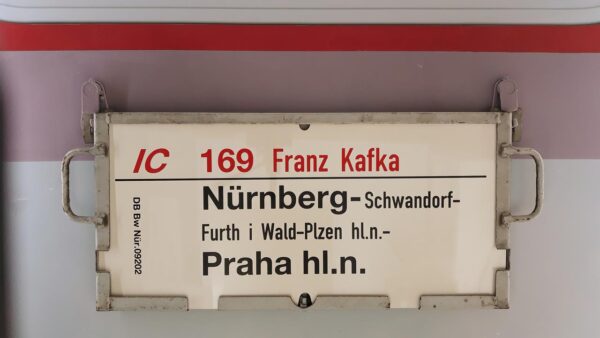 IC 169 Franz Kafka
Nürnberg-Schwandorf-
Furth i Wald-Plzen hl.n.-
Praha hl.n.
DB Bw Nür.09202